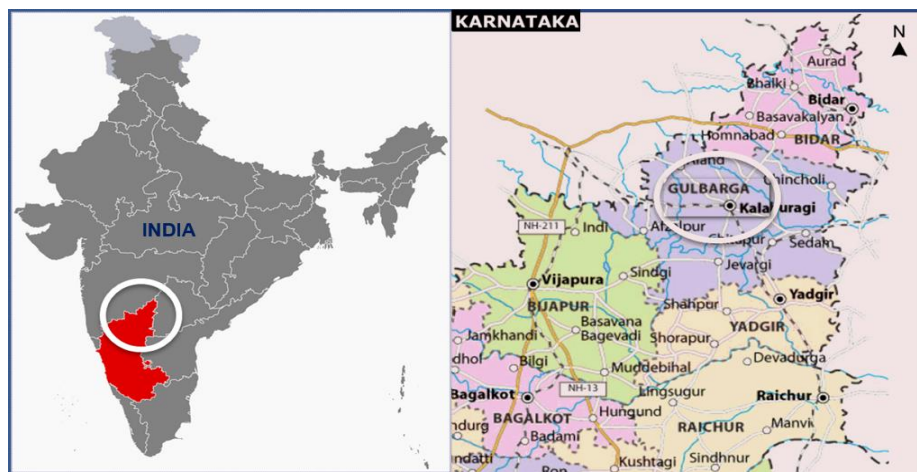 INDIA
KARNATAKA
N
Aurad
Bhalki
Bidar
Basavakalyan
Homnabad
BIDAR
GULBARGA
Chincholi
Kalaburagi
Afzalpur
NH-211
Indi
Chitapur
Sedam
Sindgi
Jevargi
Vijapura
BIJAPUR
Shahpur
Yadgir
YADGIR
Basavana
Bagevadi
Jamkhandi
Shorapur
Bilgi
Muddebihal
Devadurga
NH-13
Lingsugur
Bagalkot
Raichur
Hungund
BAGALKOT
RAICHUR
Manvi
Badami
Kushtagi
Sindhnur